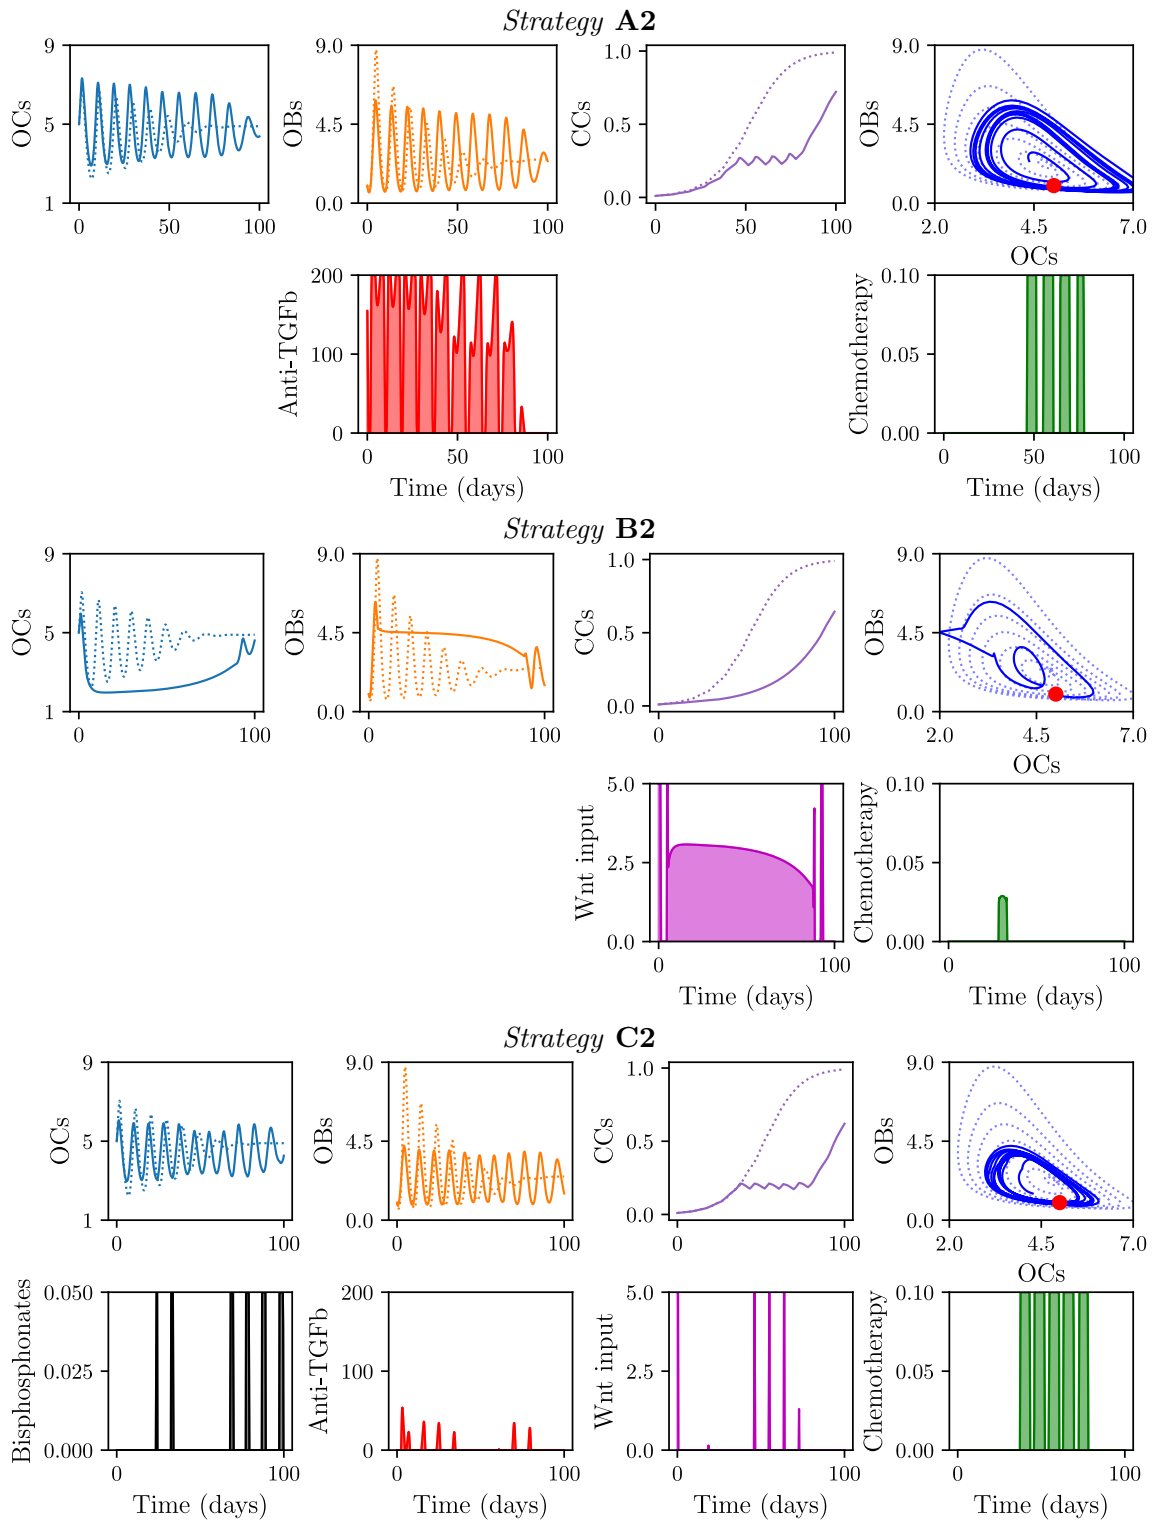 Strategy A2
OCs
9
5
1
0 50 100
OBs
9.0
4.5
0.0
0 50 100
CCs
1.0
0.5
0.0
0 50 100
OBs
9.0
4.5
0.0
2.0 4.5 7.0
OCs
Anti-TGFb
200
100
0
0 50 100
Time (days)
Chemotherapy
0.10
0.05
0.00
0 50 100
Time (days)
Strategy B2
OCs
9
5
1
0 100
OBs
9.0
4.5
0.0
0 100
CCs
1.0
0.5
0.0
0 100
OBs
9.0
4.5
0.0
2.0 4.5 7.0
OCs
Wnt input
5.0
2.5
0.0
0 100
Time (days)
Chemotherapy
0.10
0.05
0.00
0 100
Time (days)
Strategy C2
OCs
9
5
1
0 100
OBs
9.0
4.5
0.0
0 100
CCs
1.0
0.5
0.0
0 100
OBs
9.0
4.5
0.0
2.0 4.5 7.0
OCs
Bisphosphonates
0.050
0.025
0.000
0 100
Time (days)
Anti-TGFb
200
100
0
0 100
Time (days)
Wnt input
5.0
2.5
0.0
0 100
Time (days)
Chemotherapy
0.10
0.05
0.00
0 100
Time (days)